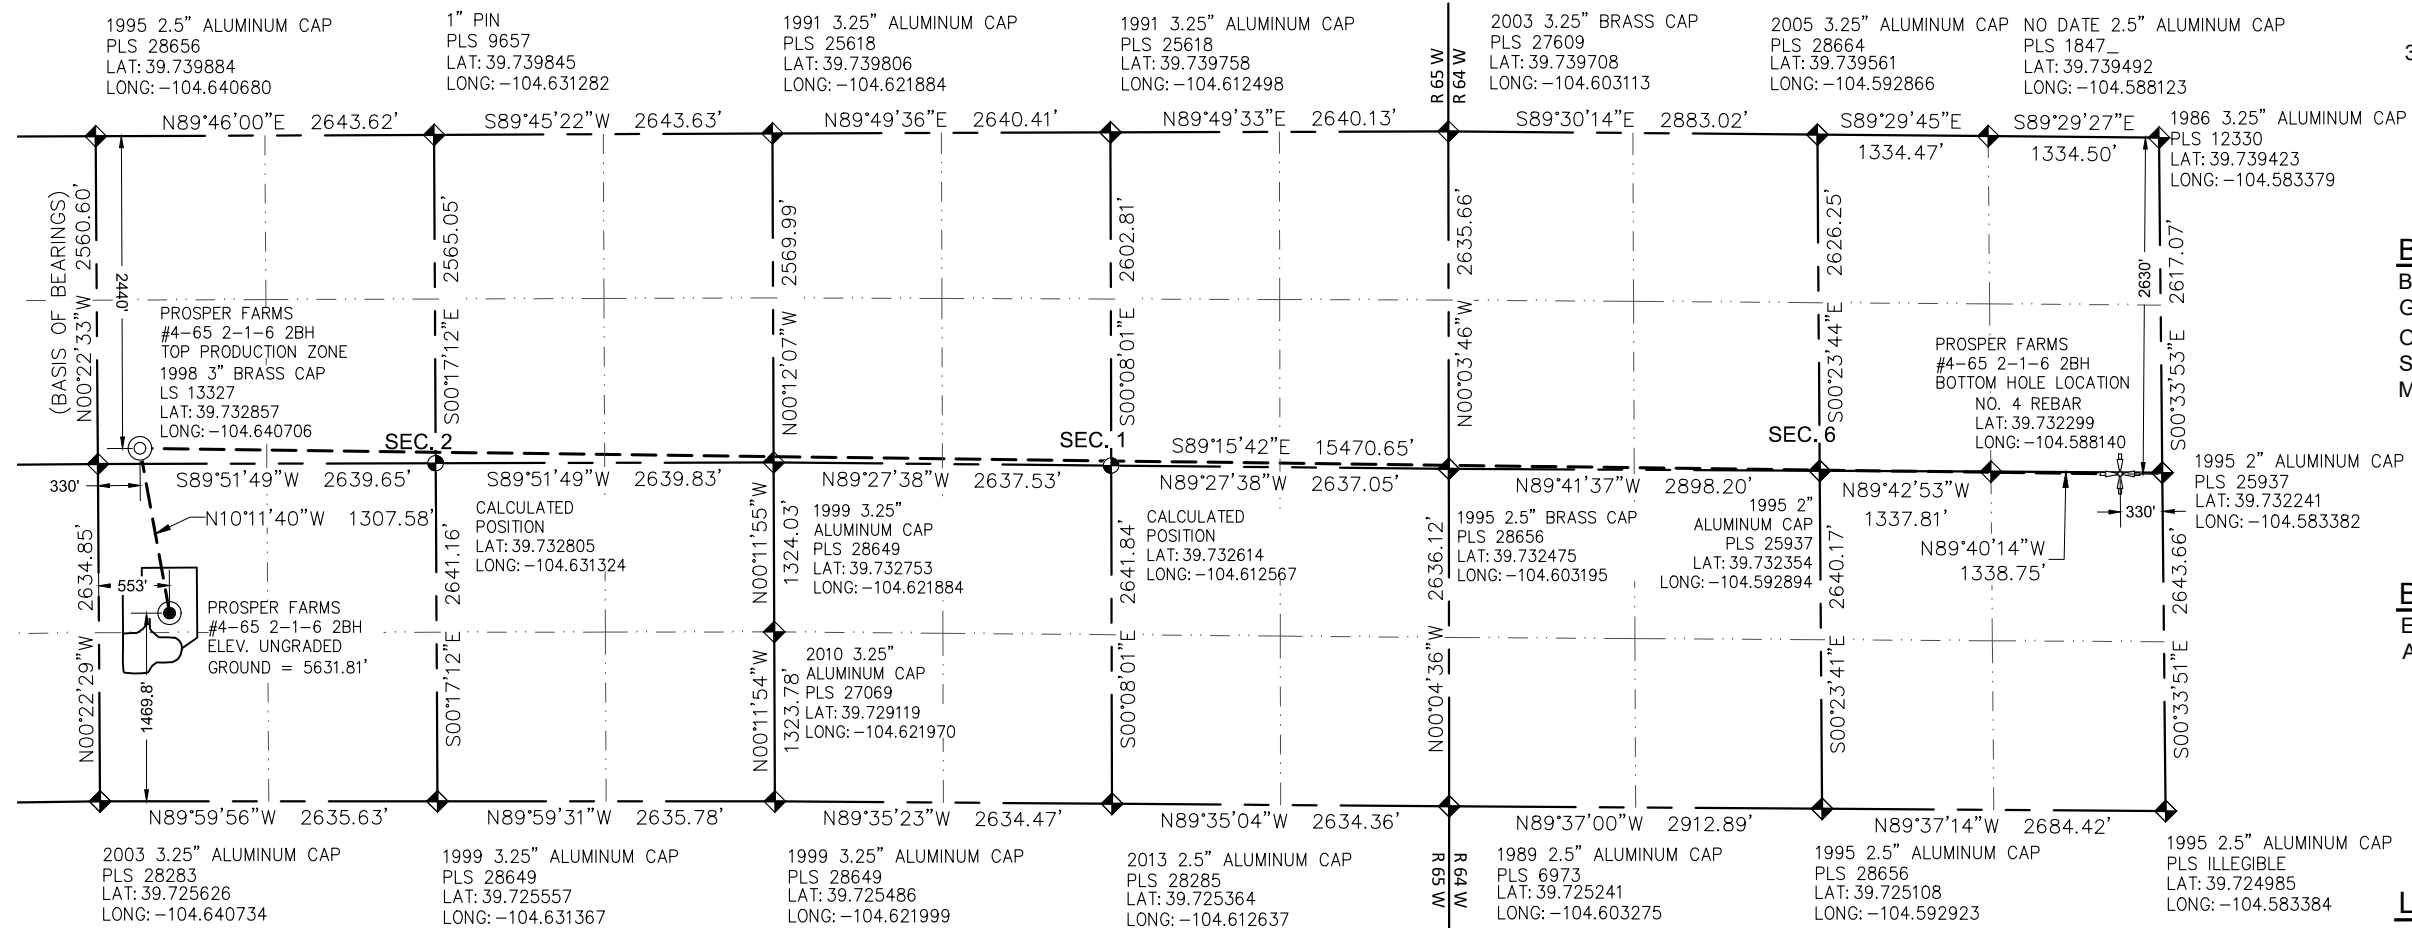 1995 2.5" ALUMINUM CAP
PLS 28656
LAT: 39.739884
LONG: −104.640680
1" PIN
PLS 9657
LAT: 39.739845
LONG: −104.631282
1991 3.25" ALUMINUM CAP
PLS 25618
LAT: 39.739806
LONG: −104.621884
1991 3.25" ALUMINUM CAP
PLS 25618
LAT: 39.739758
LONG: −104.612498
R 65 W
R 64 W
2003 3.25" BRASS CAP
PLS 27609
LAT: 39.739708
LONG: −104.603113
2005 3.25" ALUMINUM CAP
PLS 28664
LAT: 39.739561
LONG: −104.592866
NO DATE 2.5" ALUMINUM CAP
PLS 1847_
LAT: 39.739492
LONG: −104.588123
3
1986 3.25" ALUMINUM CAP
PLS 12330
LAT: 39.739423
LONG: −104.583379
N89°46'00"E 2643.62'
S89°45'22"W 2643.63'
N89°49'36"E 2640.41'
N89°49'33"E 2640.13'
S89°30'14"E 2883.02'
S89°29'45"E
1334.47'
S89°29'27"E
1334.50'
(BASIS OF BEARINGS)
N00°22'33"W 2560.60'
2440'
S00°17'12"E 2565.05'
N00°12'07"W 2569.99'
S00°08'01"E 2602.81'
N00°03'46"W 2635.66'
S00°23'44"E 2626.25'
2630'
S00°33'53"E 2617.07'
PROSPER FARMS
#4−65 2−1−6 2BH
TOP PRODUCTION ZONE
1998 3" BRASS CAP
LS 13327
LAT: 39.732857
LONG: −104.640706
PROSPER FARMS
#4−65 2−1−6 2BH
BOTTOM HOLE LOCATION
NO. 4 REBAR
LAT: 39.732299
LONG: −104.588140
B
B
G
C
S
M
SEC. 2
SEC. 1
SEC. 6
S89°15'42"E 15470.65'
330'
S89°51'49"W 2639.65'
S89°51'49"W 2639.83'
N89°27'38"W 2637.53'
N89°27'38"W 2637.05'
N89°41'37"W 2898.20'
N89°42'53"W
1337.81'
N89°40'14"W
1338.75'
330'
1995 2" ALUMINUM CAP
PLS 25937
LAT: 39.732241
LONG: −104.583382
N10°11'40"W 1307.58'
CALCULATED
POSITION
LAT: 39.732805
LONG: −104.631324
1999 3.25"
ALUMINUM CAP
PLS 28649
LAT: 39.732753
LONG: −104.621884
CALCULATED
POSITION
LAT: 39.732614
LONG: −104.612567
1995 2.5" BRASS CAP
PLS 28656
LAT: 39.732475
LONG: −104.603195
1995 2"
ALUMINUM CAP
PLS 25937
LAT: 39.732354
LONG: −104.592894
N00°22'29"W 2634.85'
553'
1469.8'
PROSPER FARMS
#4−65 2−1−6 2BH
ELEV. UNGRADED
GROUND = 5631.81'
S00°17'12"E 2641.16'
N00°11'55"W
1324.03'
N00°11'54"W
1323.78'
2010 3.25"
ALUMINUM CAP
PLS 27069
LAT: 39.729119
LONG: −104.621970
S00°08'01"E 2641.84'
N00°04'36"W 2636.12'
S00°23'41"E 2640.17'
S00°33'51"E 2643.66'
B
E
A
N89°59'56"W 2635.63'
N89°59'31"W 2635.78'
N89°35'23"W 2634.47'
N89°35'04"W 2634.36'
N89°37'00"W 2912.89'
N89°37'14"W 2684.42'
2003 3.25" ALUMINUM CAP
PLS 28283
LAT: 39.725626
LONG: −104.640734
1999 3.25" ALUMINUM CAP
PLS 28649
LAT: 39.725557
LONG: −104.631367
1999 3.25" ALUMINUM CAP
PLS 28649
LAT: 39.725486
LONG: −104.621999
2013 2.5" ALUMINUM CAP
PLS 28285
LAT: 39.725364
LONG: −104.612637
R 65 W
R 64 W
1989 2.5" ALUMINUM CAP
PLS 6973
LAT: 39.725241
LONG: −104.603275
1995 2.5" ALUMINUM CAP
PLS 28656
LAT: 39.725108
LONG: −104.592923
1995 2.5" ALUMINUM CAP
PLS ILLEGIBLE
LAT: 39.724985
LONG: −104.583384
L